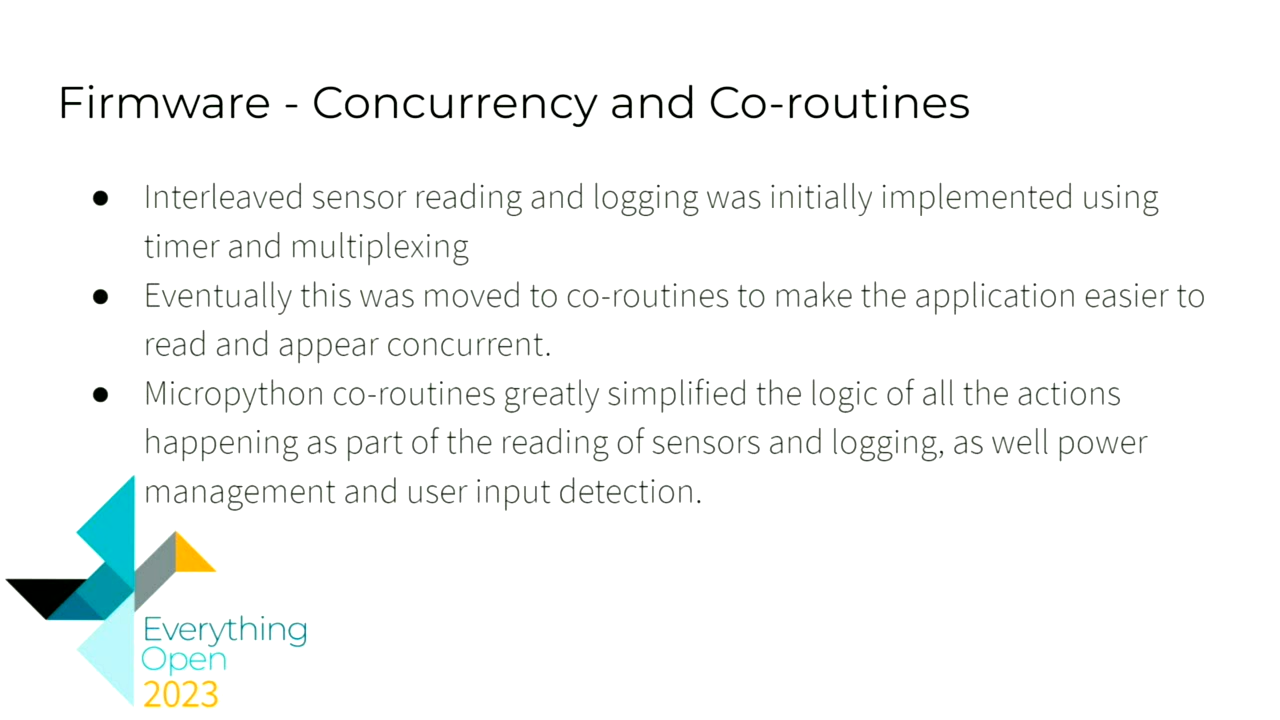 Firmware - Concurrency and Co-routines
● Interleaved sensor reading and logging was initially implemented using
timer and multiplexing
● Eventually this was moved to co-routines to make the application easier to
read and appear concurrent.
● Micropython co-routines greatly simplified the logic of all the actions
happening as part of the reading of sensors and logging, as well power
management and user input detection.
Everything
Open
2023